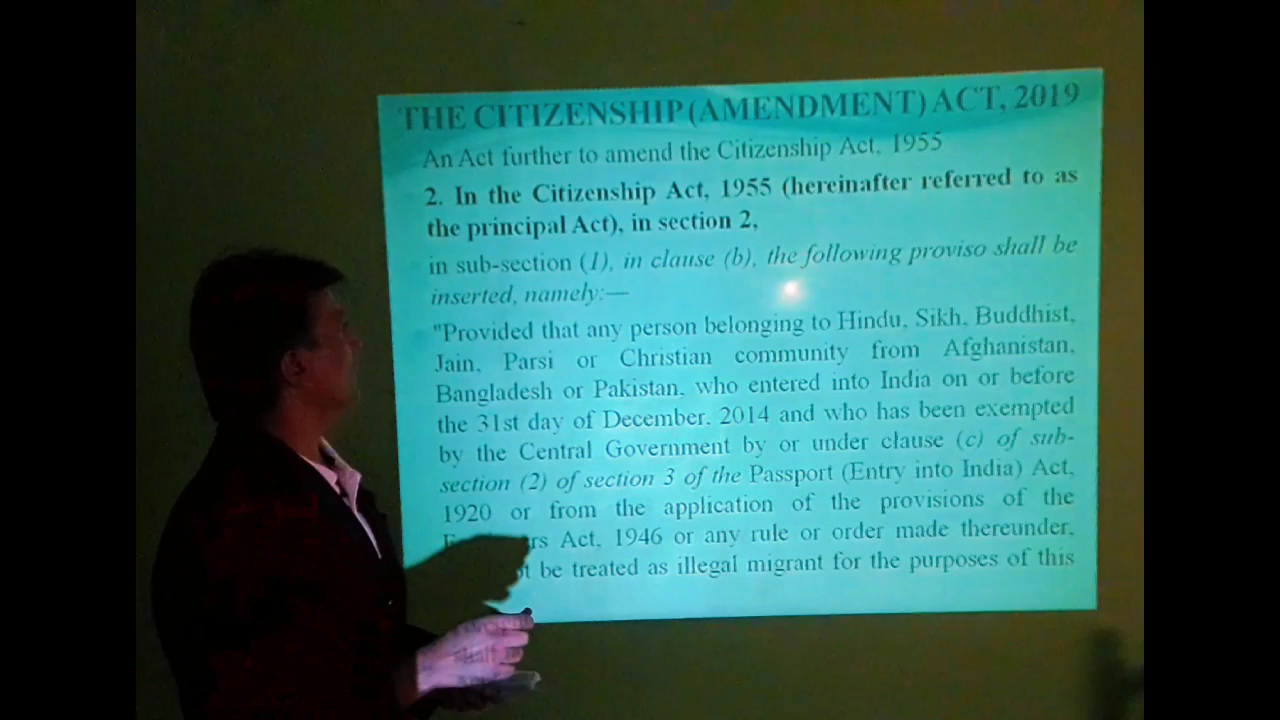 THE CITIZENSHIP (AMENDMENT) ACT, 2019
An Act further to amend the Citizenship Act, 1955
2. In the Citizenship Act, 1955 (hereinafter referred to as
the principal Act), in section 2,
in sub-section (1), in clause (b), the following proviso shall be
inserted, namely:—
"Provided that any person belonging to Hindu, Sikh, Buddhist,
Jain, Parsi or Christian community from Afghanistan,
Bangladesh or Pakistan, who entered into India on or before
the 31st day of December, 2014 and who has been exempted
by the Central Government by or under clause (c) of sub-
section (2) of section 3 of the Passport (Entry into India) Act,
1920 or from the application of the provisions of the
Act, 1946 or any rule or order made thereunder,
be treated as illegal migrant for the purposes of this